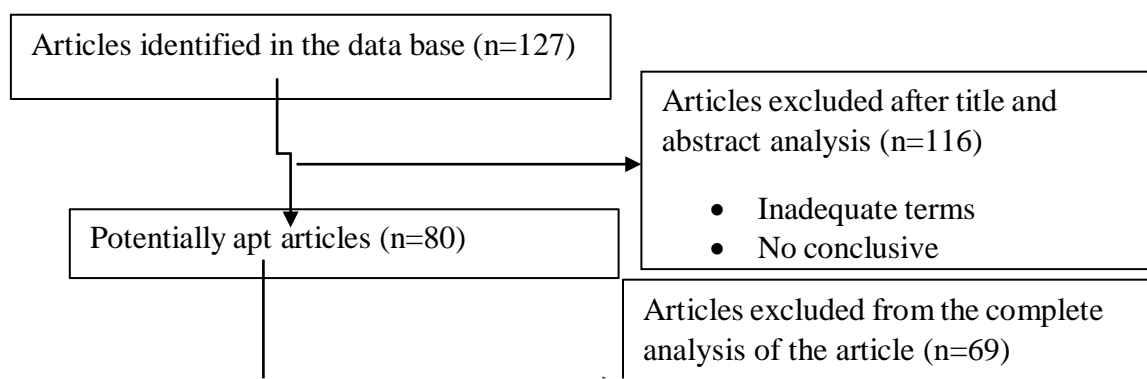 Articles identified in the data base (n=127)
Articles excluded after title and
abstract analysis (n=116)
• Inadequate terms
• No conclusive
Potentially apt articles (n=80)
Articles excluded from the complete
analysis of the article (n=69)